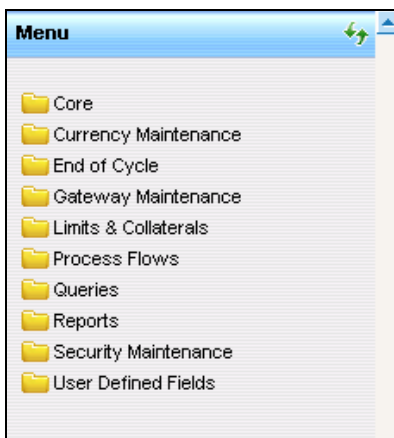 Menu
Core
Currency Maintenance
End of Cycle
Gateway Maintenance
Limits & Collaterals
Process Flows
Queries
Reports
Security Maintenance
User Defined Fields